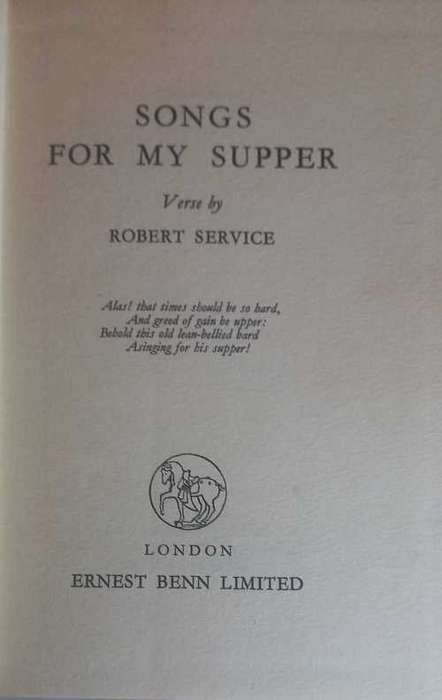 SONGS
FOR MY SUPPER
Verse by
ROBERT SERVICE
Alas! that times should be so hard,
And greed of gain be upper:
Behold this old lean-bellied bard
Asinging for his supper!
LONDON
ERNEST BENN LIMITED